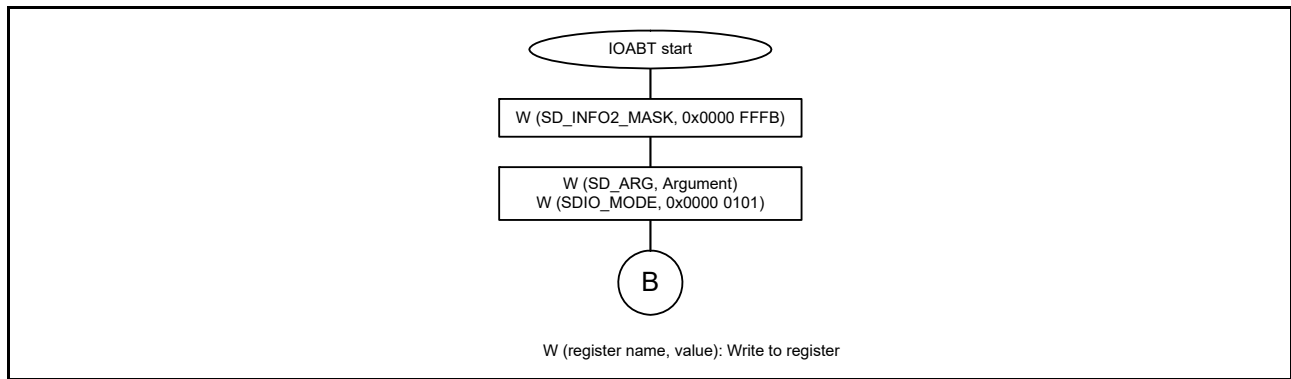 IOABT start
W (SD_INFO2_MASK, 0x0000 FFFB)
W (SD_ARG, Argument)
W (SDIO_MODE, 0x0000 0101)
B
W (register name, value): Write to register